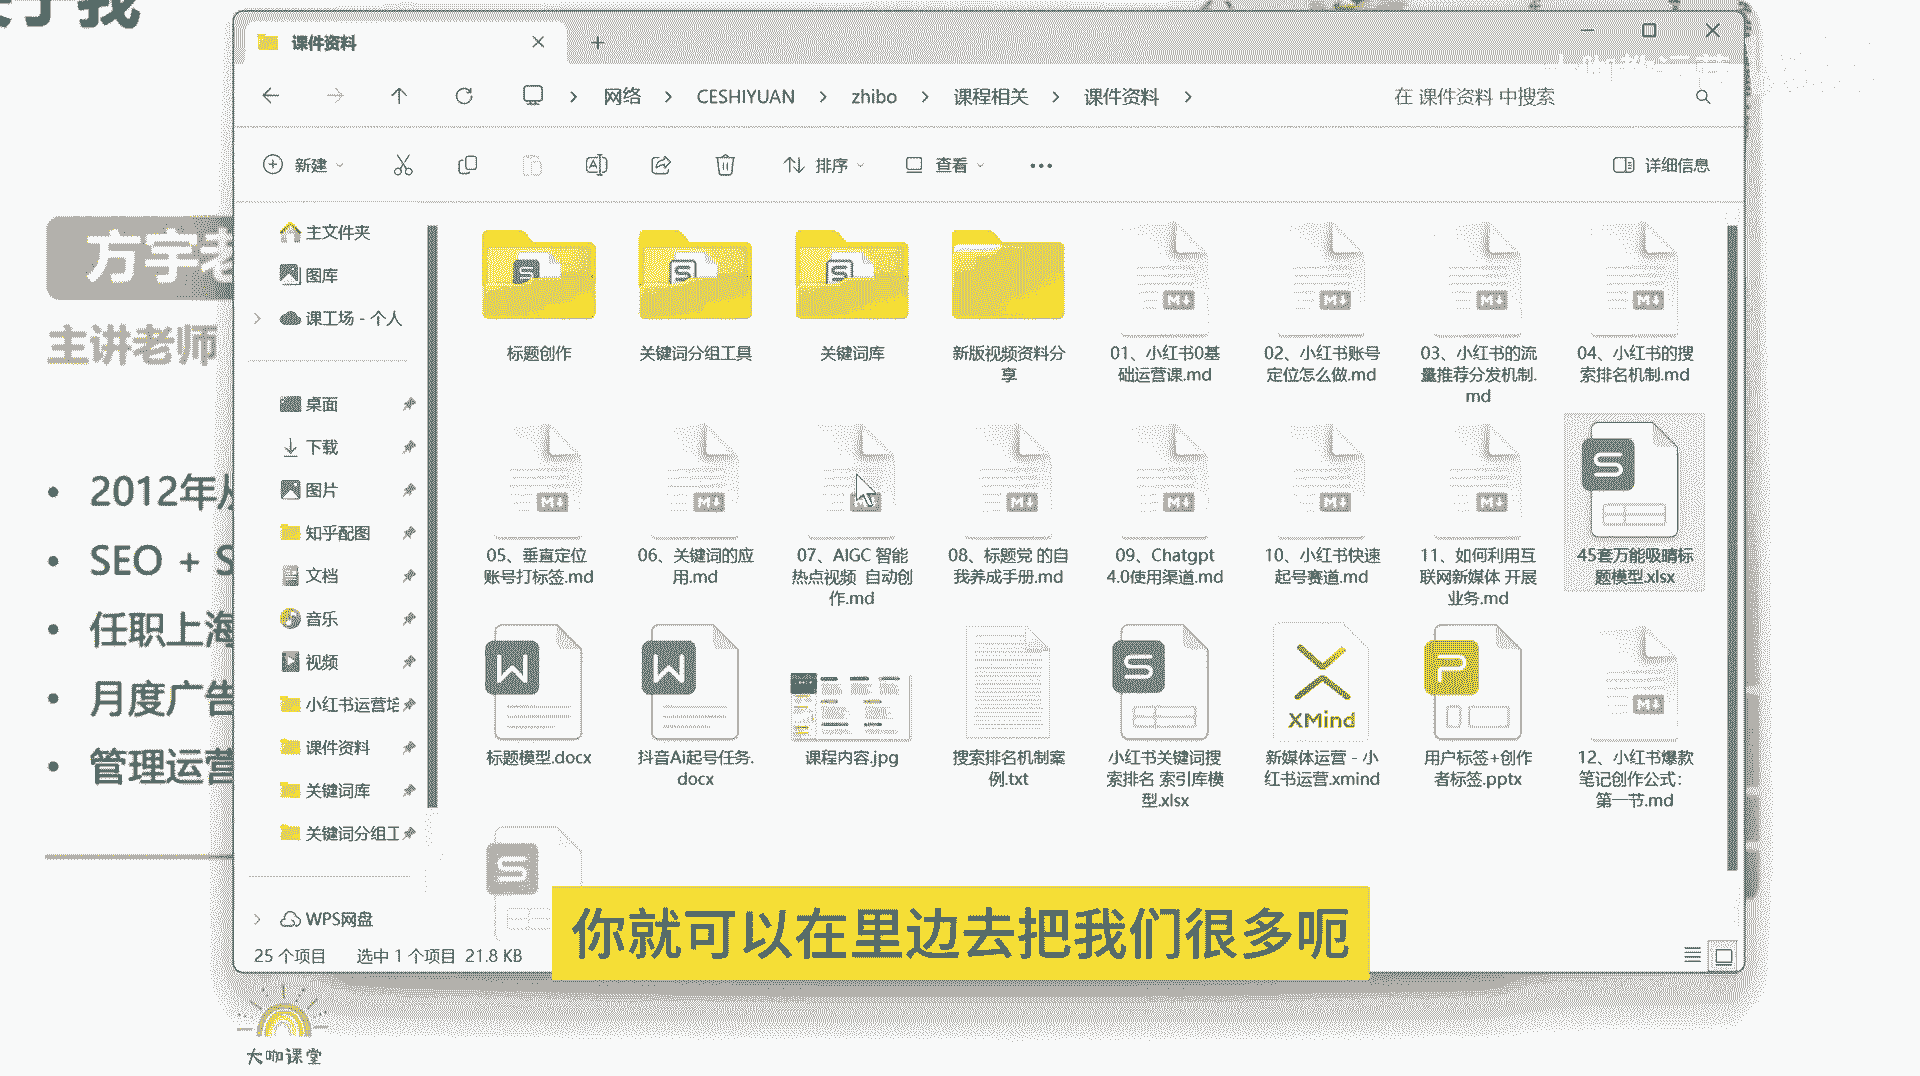 课件资料
网络 > CESHIYUAN > zhibo > 课程相关 > 课件资料 >
在 课件资料 中搜索
新建
排序
查看
详细信息
主文件夹
图库
课工场 - 个人
桌面
下载
图片
知乎配图
文档
音乐
视频
小红书运营培
课件资料
关键词库
关键词分组工
WPS网盘
标题创作
关键词分组工具
关键词库
新版视频资料分
享
01、小红书0基
础运营课.md
02、小红书账号
定位怎么做.md
03、小红书的流
量推荐分发机制.
md
04、小红书的搜
索排名机制.md
05、垂直定位
账号打标签.md
06、关键词的应
用.md
07、AIGC 智能
热点视频 自动创
作.md
08、标题党 的自
我养成手册.md
09、Chatgpt
4.0使用渠道.md
10、小红书快速
起号赛道.md
11、如何利用互
联网新媒体 开展
业务.md
45套万能吸睛标
题模型.xlsx
标题模型.docx
抖音Ai起号任务.
docx
课程内容.jpg
搜索排名机制案
例.txt
小红书关键词搜
索排名 索引库模
型.xlsx
XMind
新媒体运营 - 小
红书运营.xmind
用户标签+创作
者标签.pptx
12、小红书爆款
笔记创作公式：
第一节.md
25 个项目 选中 1 个项目 21.8 KB
方宇老
主讲老师
• 2012年从
• SEO + S
• 任职上海
• 月度广告
• 管理运营
你就可以在里边去把我们很多呃
大咖课堂